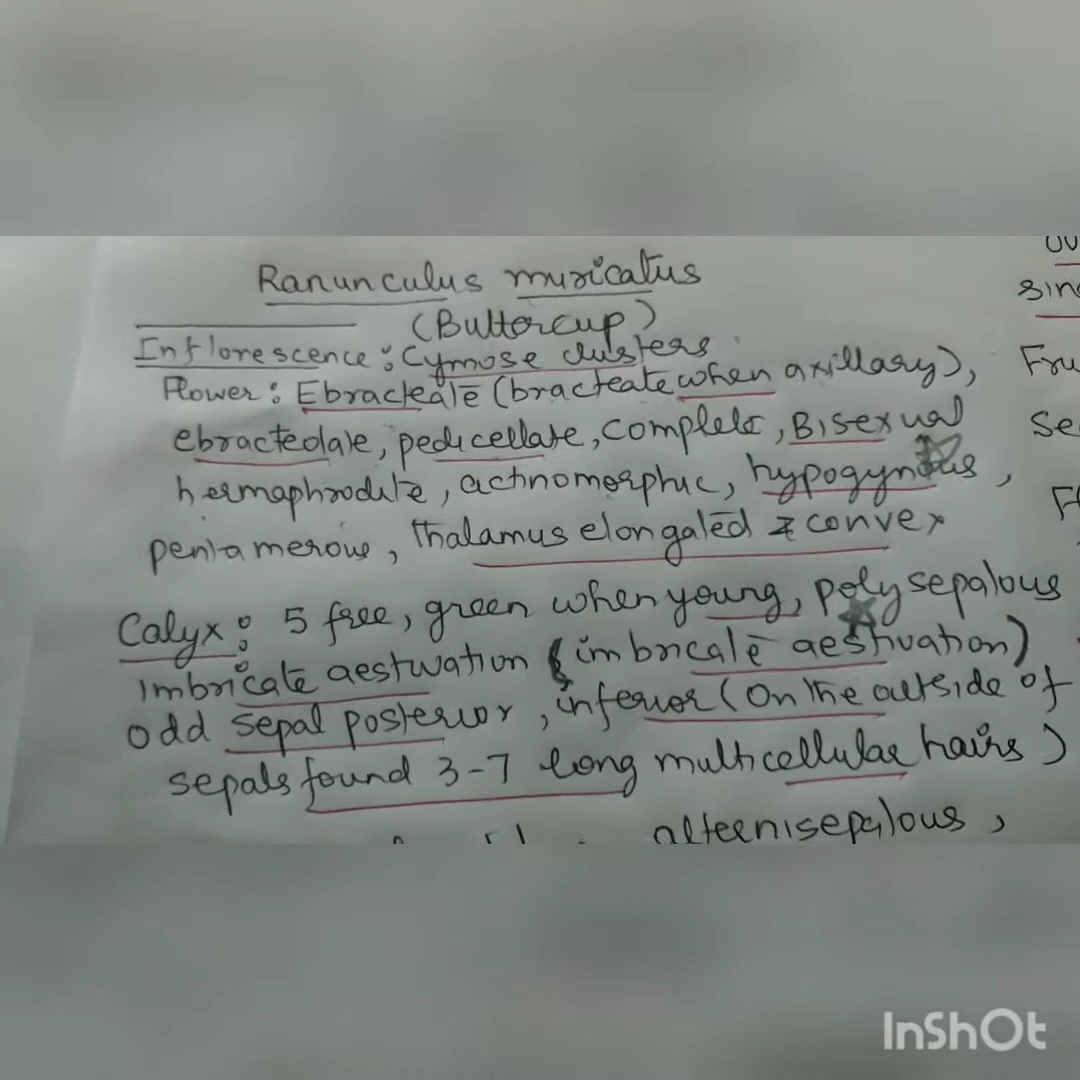 Ranunculus muricatus
(Buttercup)
Inflorescence : Cymose clusters
Flower : Ebracteate (bracteate when axillary),
ebracteolate, pedicellate, complete, Bisexual
hermaphrodite, actinomorphic, hypogynous,
pentamerous, Thalamus elongated & convex
Calyx : 5 free, green when young, polysepalous
imbricate aestivation (imbricate aestivation)
odd sepal posterior, inferior (On the outside of
sepals found 3-7 long multicellular hairs)
alternisepalous,
sing
Fru
Se
Fl
InShOt